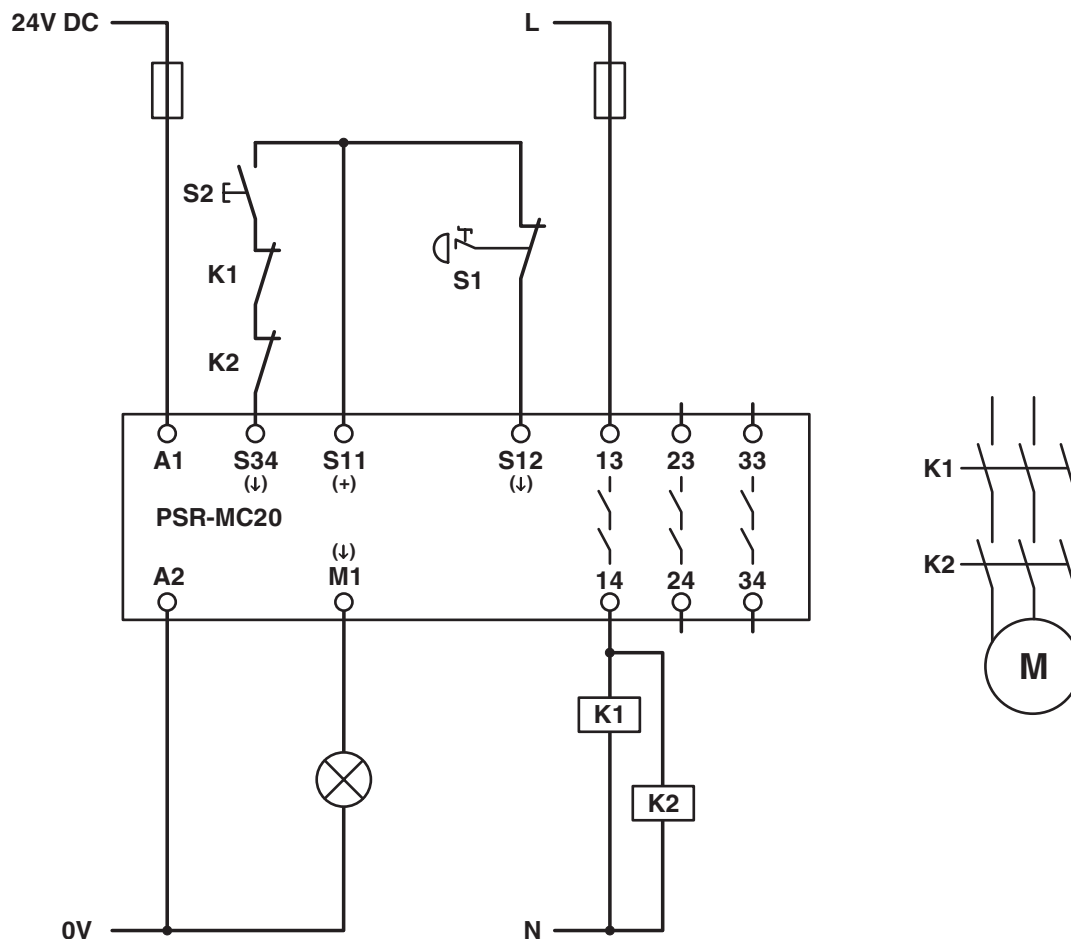 24V DC
L
S2
K1
S1
K2
A1 S34 S11 S12 13 23 33
(↓) (+) (↓)
PSR-MC20
(↓)
A2 M1 14 24 34
K1
K2
K1
K2
M
0V
N